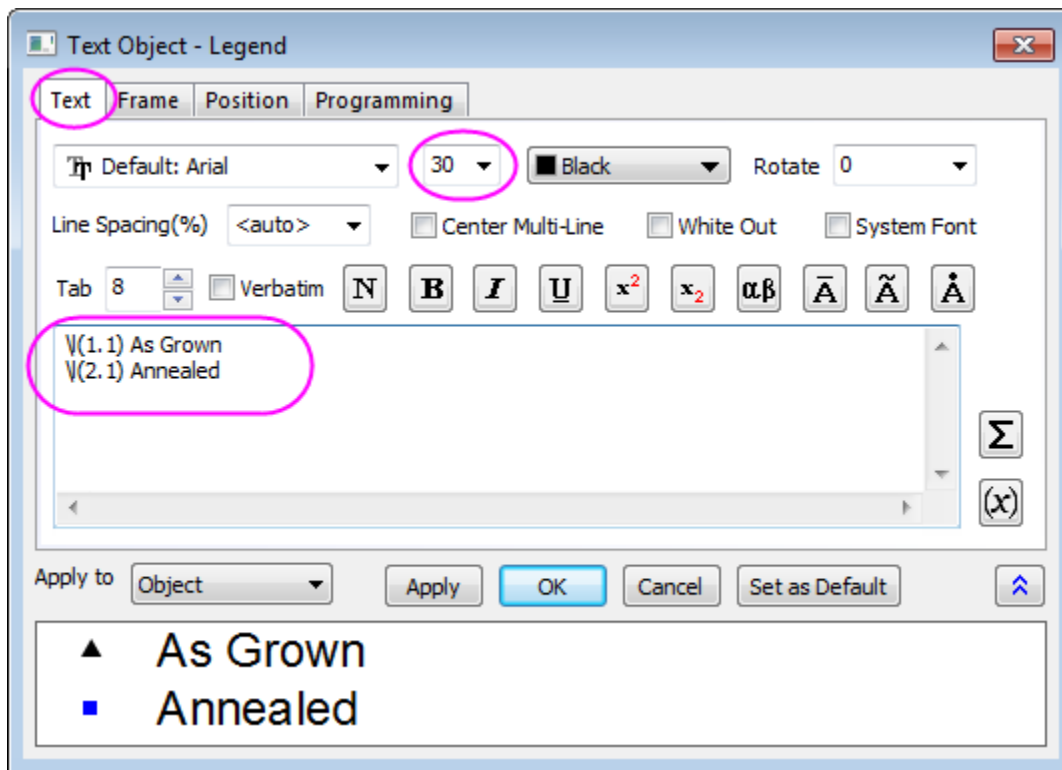 Text Object - Legend
Text Frame Position Programming
Default: Arial 30 Black Rotate 0
Line Spacing(%) <auto> Center Multi-Line White Out System Font
Tab 8 Verbatim N B I U x² x₂ αβ Ā Ã Å
\l(1.1) As Grown
\l(2.1) Annealed
Σ
(x)
Apply to Object Apply OK Cancel Set as Default
As Grown
Annealed